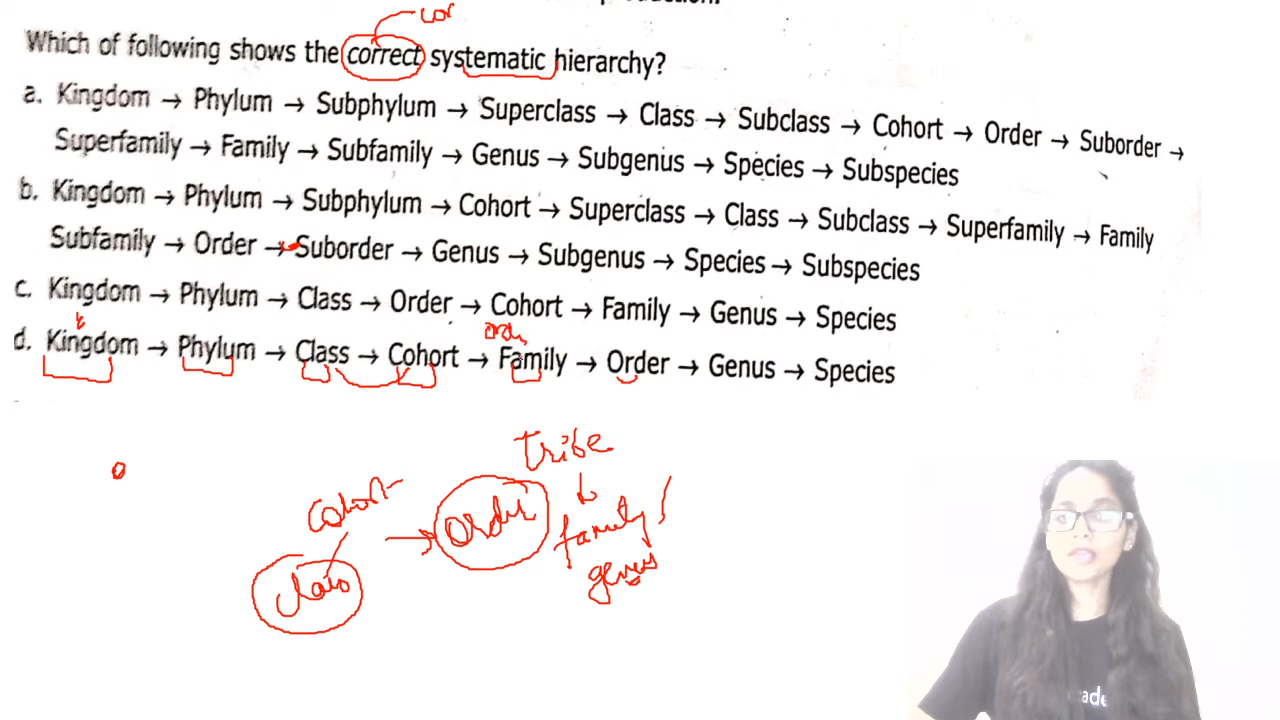 cor
Which of following shows the correct systematic hierarchy?
a. Kingdom → Phylum → Subphylum → Superclass → Class → Subclass → Cohort → Order → Suborder →
Superfamily → Family → Subfamily → Genus → Subgenus → Species → Subspecies
b. Kingdom → Phylum → Subphylum → Cohort → Superclass → Class → Subclass → Superfamily → Family
Subfamily → Order → Suborder → Genus → Subgenus → Species → Subspecies
c. Kingdom → Phylum → Class → Order → Cohort → Family → Genus → Species
d. Kingdom → Phylum → Class → Cohort → Family → Order → Genus → Species
tribe
cohort
order
family
class
genus